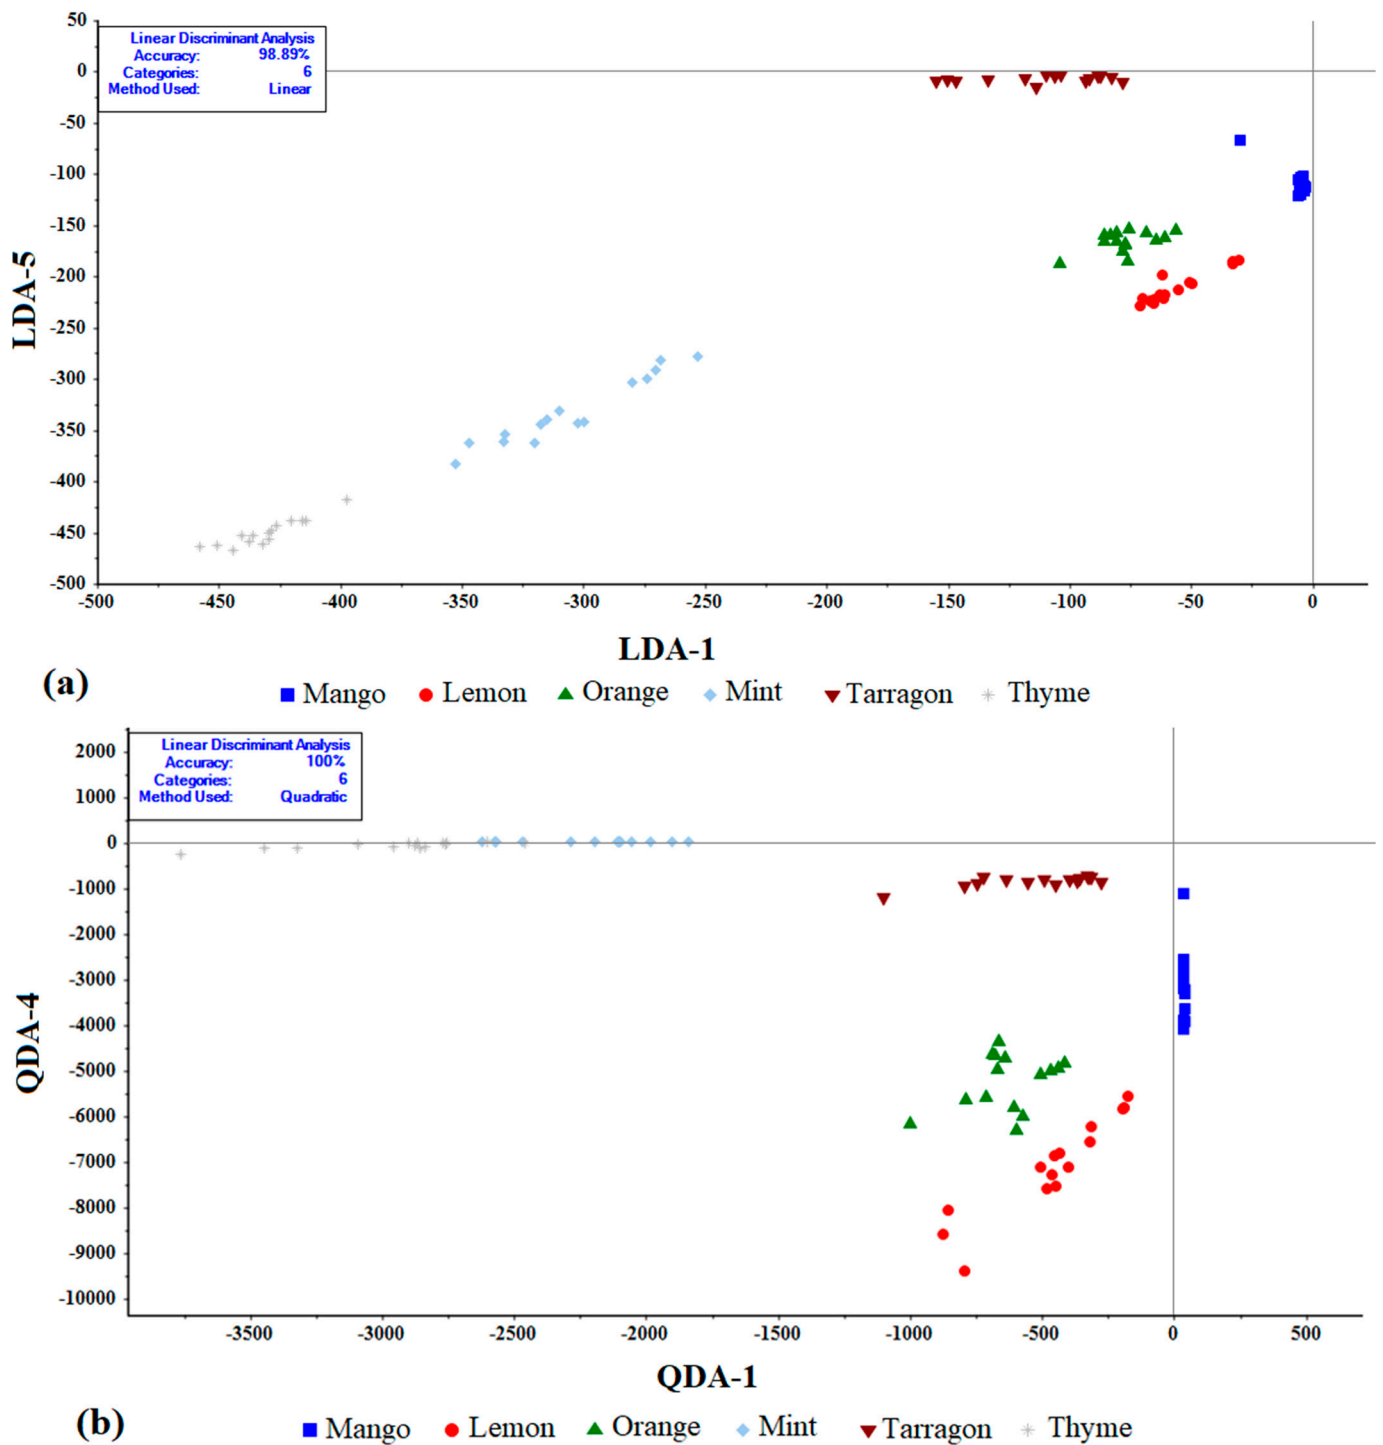 50
0
-50
-100
-150
-200
-250
-300
-350
-400
-450
-500
LDA-5
Linear Discriminant Analysis
Accuracy: 98.89%
Categories: 6
Method Used: Linear
-500 -450 -400 -350 -300 -250 -200 -150 -100 -50 0
LDA-1
(a)
Mango Lemon Orange Mint Tarragon Thyme
2000
1000
0
-1000
-2000
-3000
-4000
-5000
-6000
-7000
-8000
-9000
-10000
QDA-4
Linear Discriminant Analysis
Accuracy: 100%
Categories: 6
Method Used: Quadratic
-3500 -3000 -2500 -2000 -1500 -1000 -500 0 500
QDA-1
(b)
Mango Lemon Orange Mint Tarragon Thyme